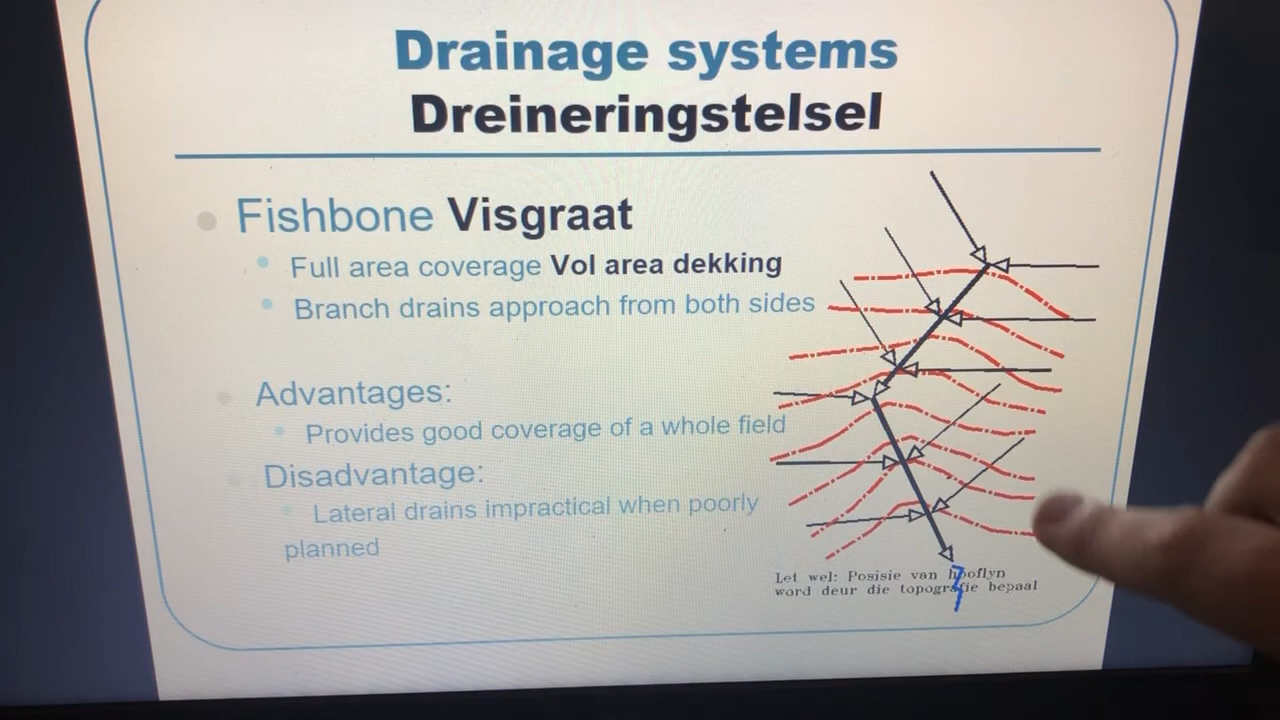 Drainage systems
Dreineringstelsel
Fishbone Visgraat
Full area coverage Vol area dekking
Branch drains approach from both sides
Advantages:
Provides good coverage of a whole field
Disadvantage:
Lateral drains impractical when poorly
planned
Let wel: Posisie van hooflyn
word deur die topografie bepaal